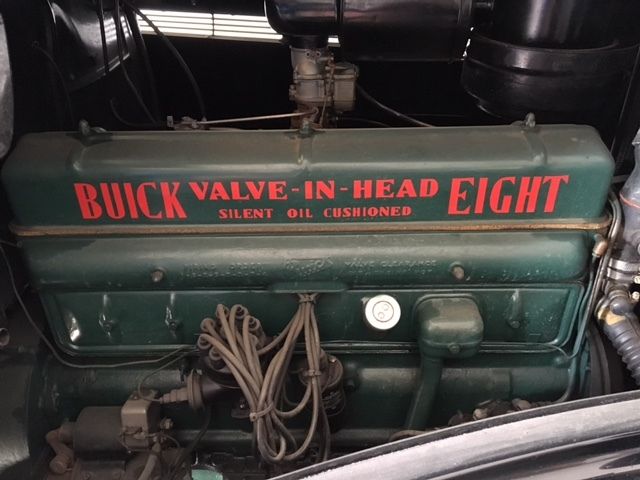 BUICK VALVE-IN-HEAD EIGHT
SILENT OIL CUSHIONED